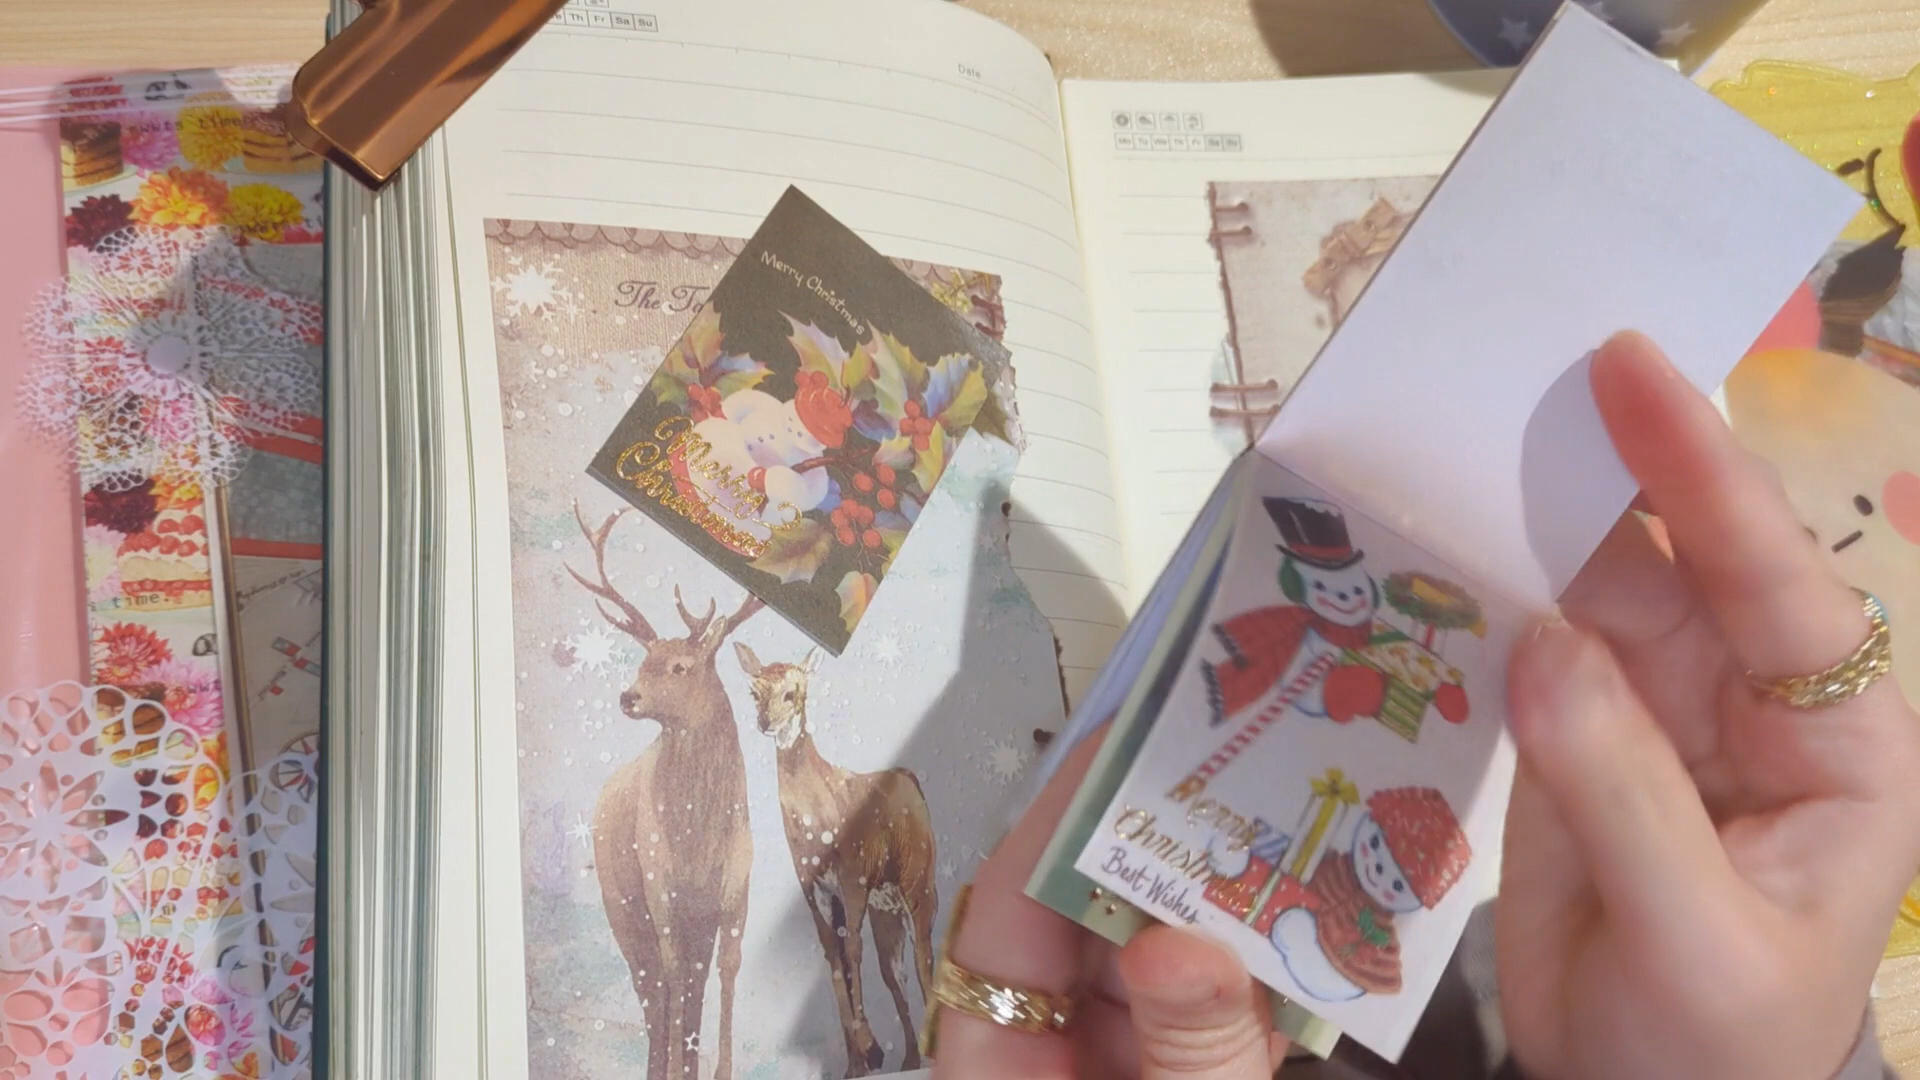 Th Fr Sa Su
Date
Mo Tu We Th Fr Sa Su
The
Merry Christmas
Merry
Christmas
Merry
Christmas
Best Wishes
time.
s time.